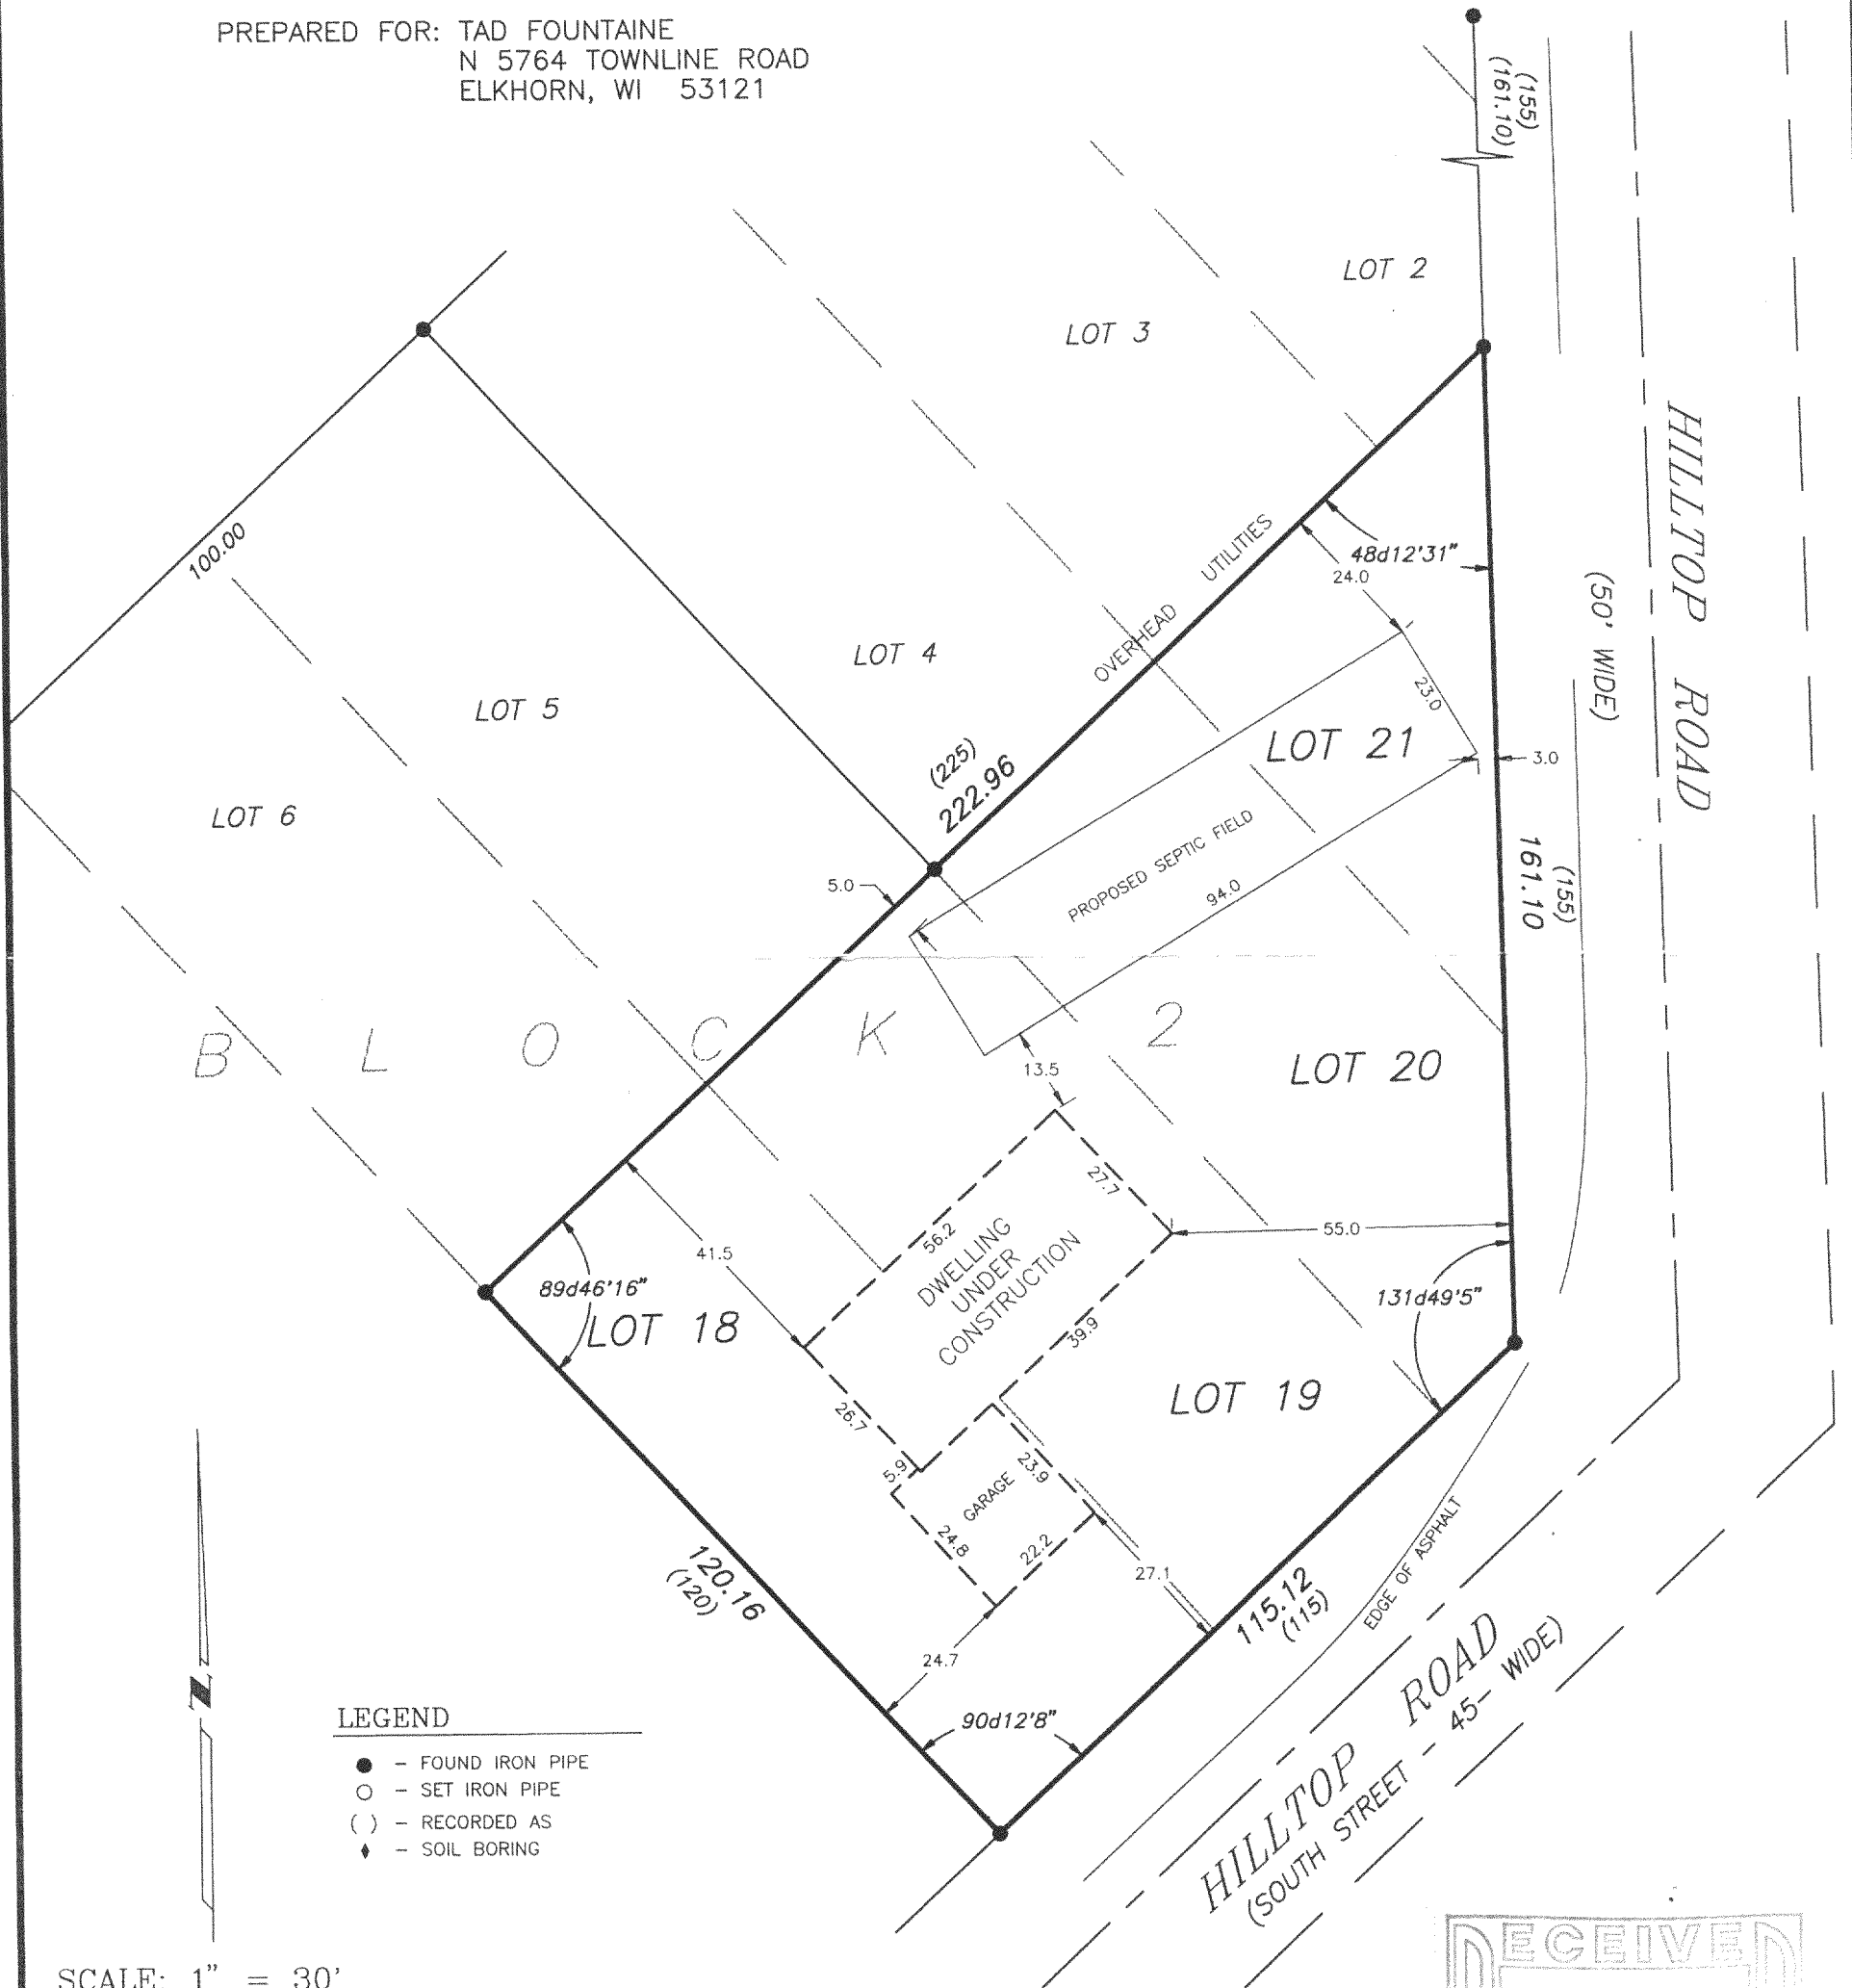 PREPARED FOR: TAD FOUNTAINE
N 5764 TOWNLINE ROAD
ELKHORN, WI 53121
(155)
(161.10)
LOT 2
LOT 3
HILLTOP ROAD
(50' WIDE)
100.00
UTILITIES
OVERHEAD
48d12'31"
24.0
23.0
LOT 4
LOT 5
LOT 6
LOT 21
3.0
(225)
222.96
5.0
PROPOSED SEPTIC FIELD
94.0
(155)
161.10
BLOCK 2
13.5
LOT 20
27.7
56.2
55.0
41.5
DWELLING
UNDER
CONSTRUCTION
89d46'16"
LOT 18
131d49'5"
39.9
LOT 19
26.7
5.9
GARAGE
23.9
24.8
22.2
27.1
120.16
(120)
115.12
(115)
EDGE OF ASPHALT
24.7
90d12'8"
HILLTOP ROAD
(SOUTH STREET - 45- WIDE)
N
LEGEND
● - FOUND IRON PIPE
○ - SET IRON PIPE
( ) - RECORDED AS
♦ - SOIL BORING
SCALE: 1" = 30'
RECEIVED